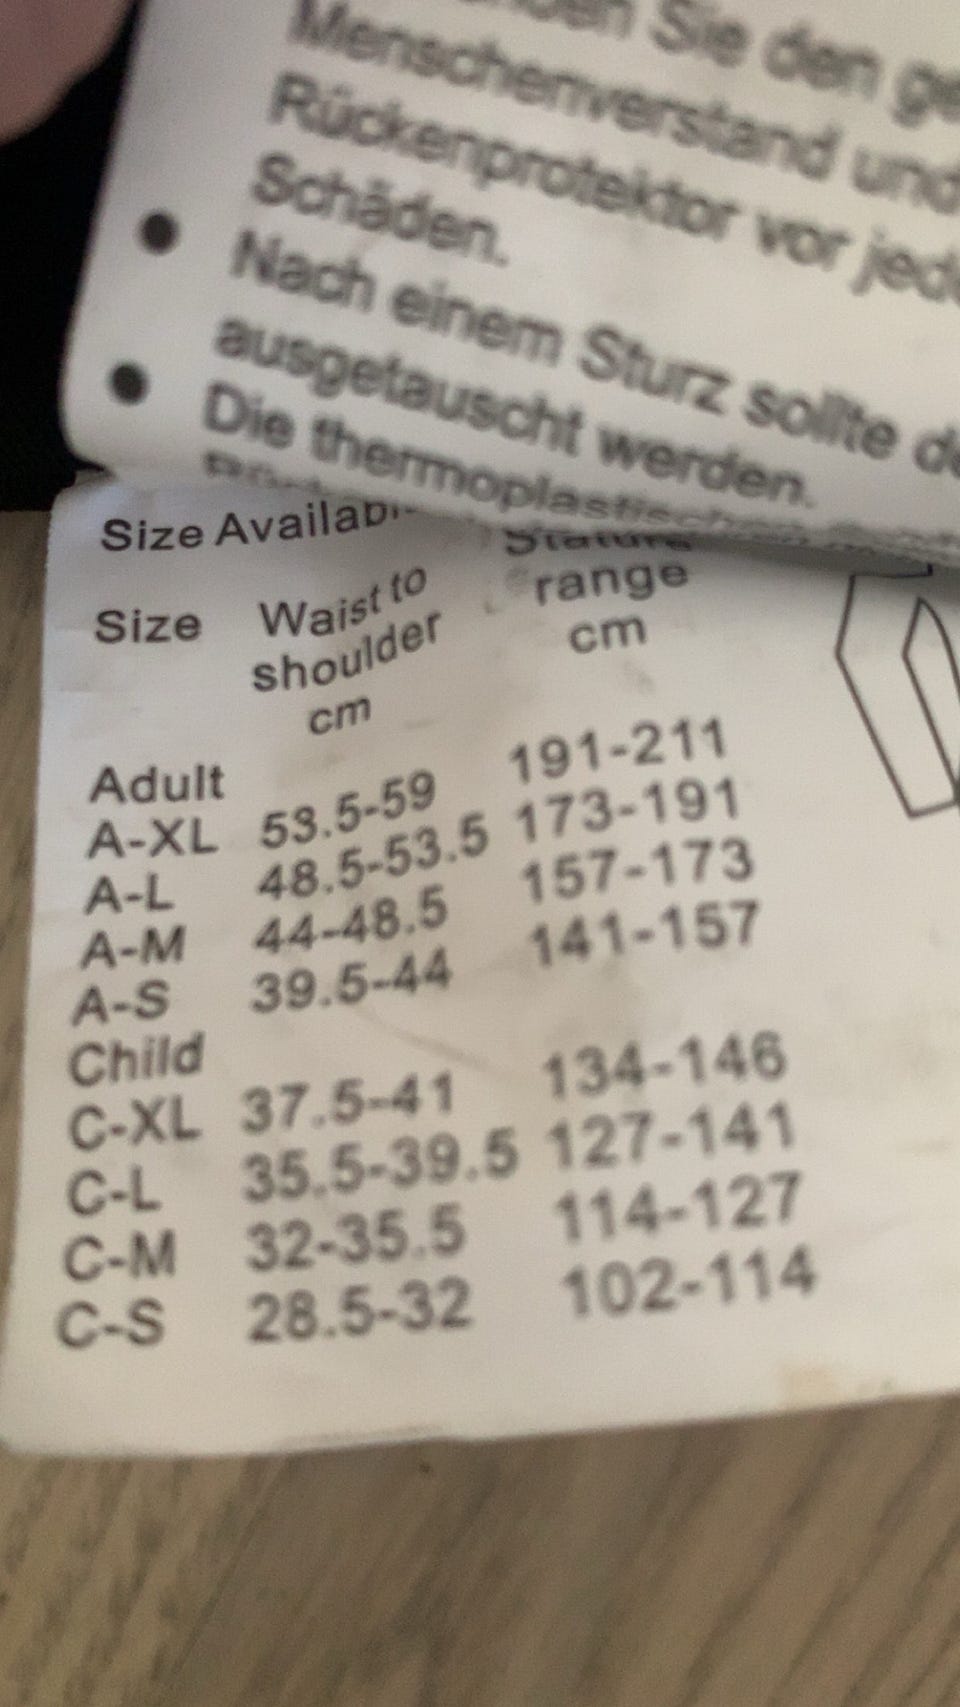 Sie den
Menschenverstand und
Rückenprotektor vor
Schäden.
● Nach einem Sturz sollte
ausgetauscht werden.
● Die thermoplastischen
Size
Size Waist to shoulder cm Stature range cm
Adult
A-XL 53.5-59 191-211
A-L 48.5-53.5 173-191
A-M 44-48.5 157-173
A-S 39.5-44 141-157
Child
C-XL 37.5-41 134-146
C-L 35.5-39.5 127-141
C-M 32-35.5 114-127
C-S 28.5-32 102-114